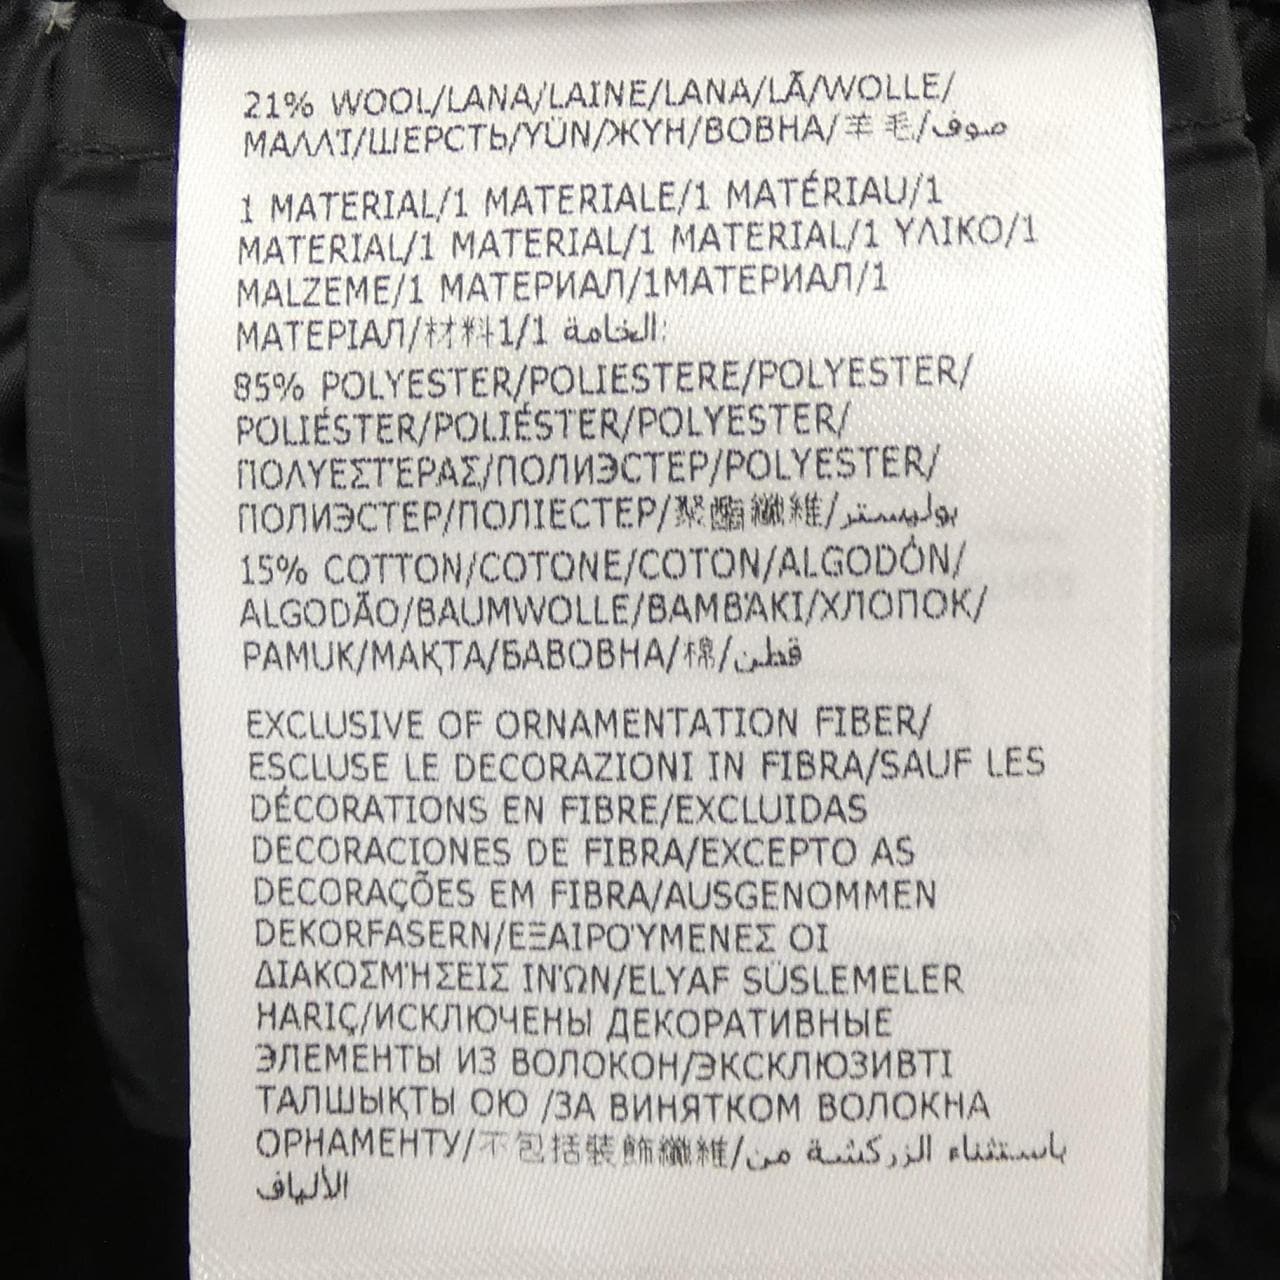 21% WOOL/LANA/LAINE/LANA/LÃ/WOLLE/
ΜΑΛΛΊ/ШЕРСТЬ/YÜN/ЖҮН/ВОВНА/羊毛/صوف
1 MATERIAL/1 MATERIALE/1 MATÉRIAU/1
MATERIAL/1 MATERIAL/1 MATERIAL/1 ΥΛΙΚΟ/1
MALZEME/1 МАТЕРИАЛ/1МАТЕРИАЛ/1
МАТЕРІАЛ/材料1/1 الخامة:
85% POLYESTER/POLIESTERE/POLYESTER/
POLIÉSTER/POLIÉSTER/POLYESTER/
ΠΟΛΥΕΣΤΈΡΑΣ/ПОЛИЭСТЕР/POLYESTER/
ПОЛИЭСТЕР/ПОЛІЕСТЕР/聚酯纖維/بوليستر
15% COTTON/COTONE/COTON/ALGODÓN/
ALGODÃO/BAUMWOLLE/ΒΑΜΒΆΚΙ/ХЛОПОК/
PAMUK/МАҚТА/БАВОВНА/棉/قطن
EXCLUSIVE OF ORNAMENTATION FIBER/
ESCLUSE LE DECORAZIONI IN FIBRA/SAUF LES
DÉCORATIONS EN FIBRE/EXCLUIDAS
DECORACIONES DE FIBRA/EXCEPTO AS
DECORAÇÕES EM FIBRA/AUSGENOMMEN
DEKORFASERN/ΕΞΑΙΡΟΎΜΕΝΕΣ ΟΙ
ΔΙΑΚΟΣΜΉΣΕΙΣ ΙΝΏΝ/ELYAF SÜSLEMELER
HARIÇ/ИСКЛЮЧЕНЫ ДЕКОРАТИВНЫЕ
ЭЛЕМЕНТЫ ИЗ ВОЛОКОН/ЭКСКЛЮЗИВТІ
ТАЛШЫҚТЫ ОЮ /ЗА ВИНЯТКОМ ВОЛОКНА
ОРНАМЕНТУ/不包括裝飾纖維/باستثناء الزركشة من
الألياف